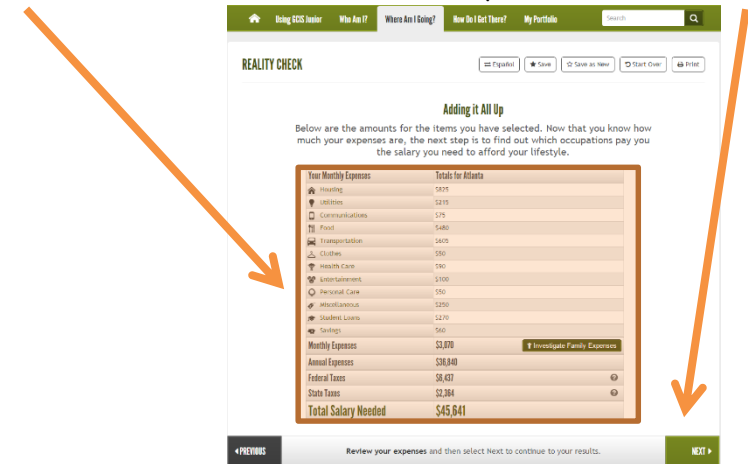 Using GCIS Junior Who Am I? Where Am I Going? How Do I Get There? My Portfolio Search
REALITY CHECK
Español Save Save as New Start Over Print
Adding it All Up
Below are the amounts for the items you have selected. Now that you know how
much your expenses are, the next step is to find out which occupations pay you
the salary you need to afford your lifestyle.
Your Monthly Expenses Totals for Atlanta
Housing $825
Utilities $215
Communications $75
Food $480
Transportation $605
Clothes $50
Health Care $90
Entertainment $100
Personal Care $50
Miscellaneous $250
Student Loans $270
Savings $60
Monthly Expenses $3,070 Investigate Family Expenses
Annual Expenses $36,840
Federal Taxes $6,437
State Taxes $2,364
Total Salary Needed $45,641
PREVIOUS Review your expenses and then select Next to continue to your results. NEXT